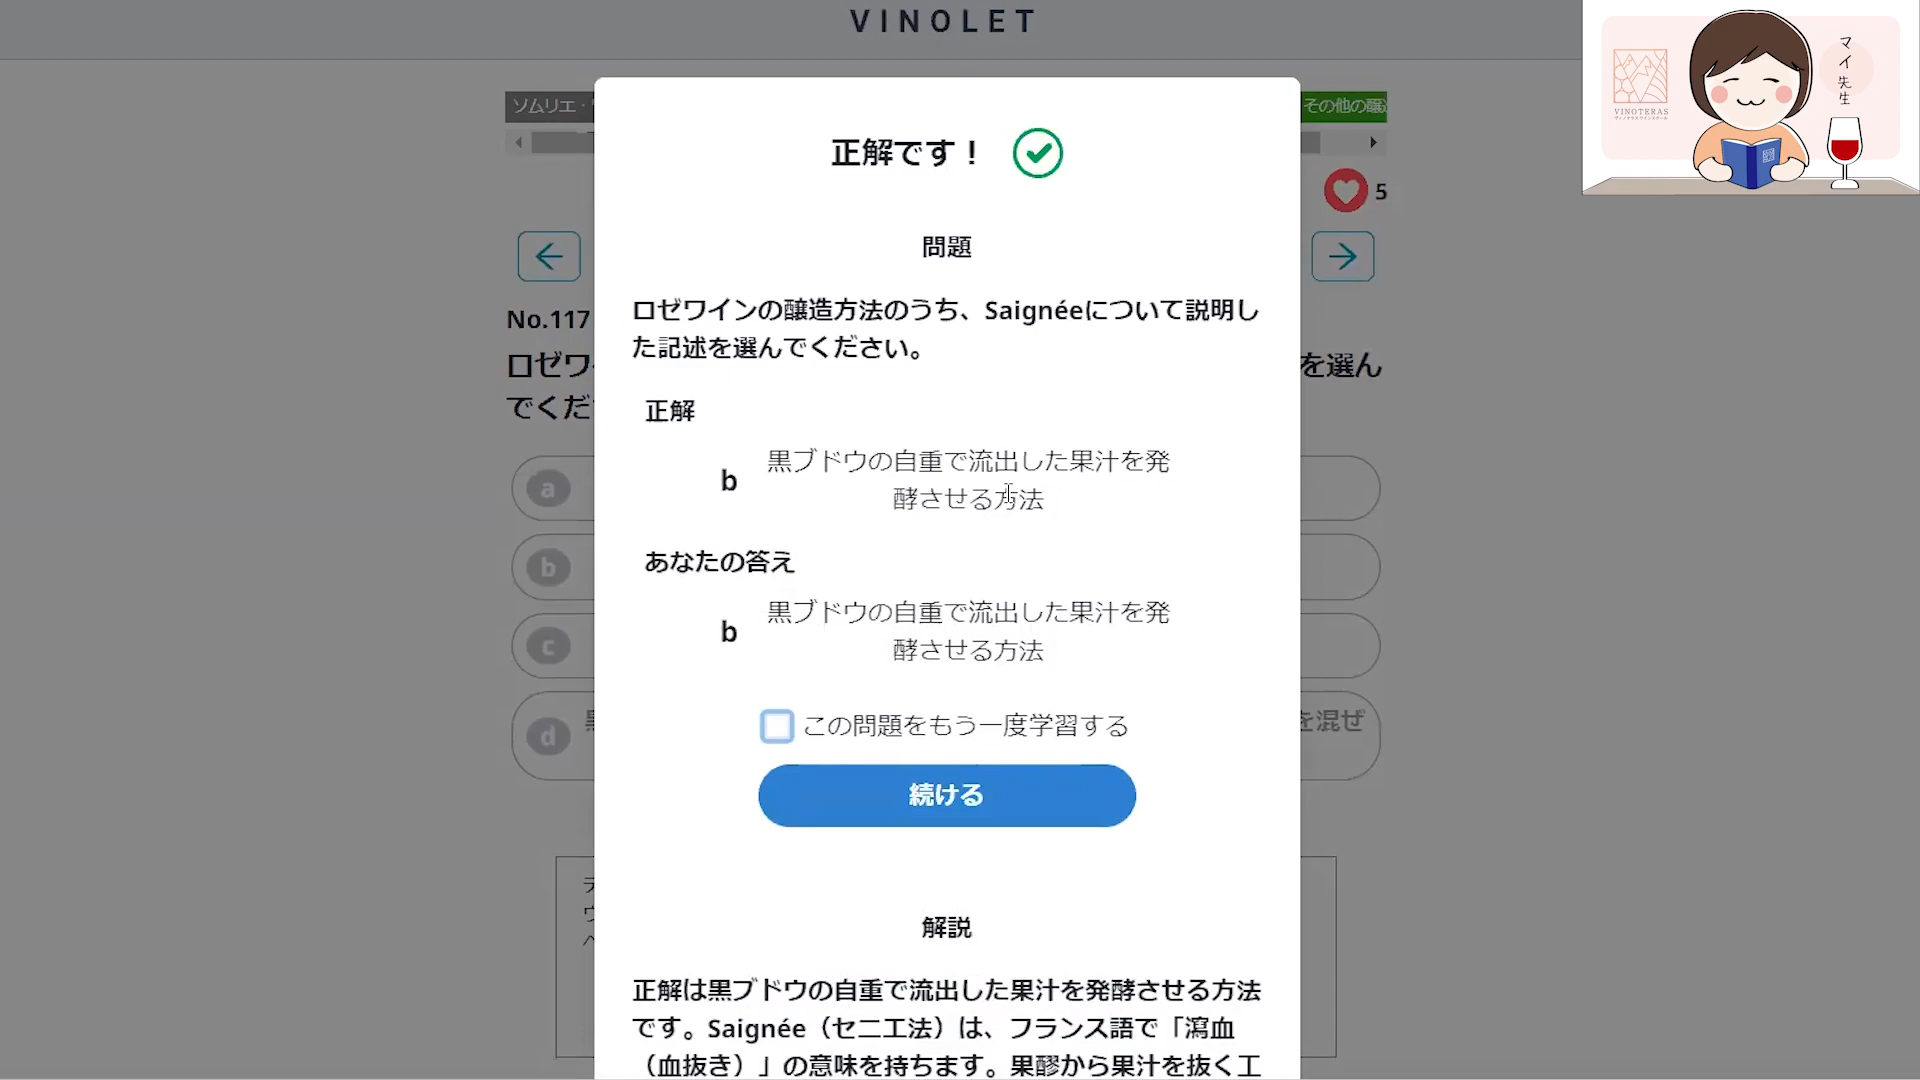 VINOLET
ソムリエ・
その他の醸
マイ先生
VINOTERAS
5
正解です！
問題
No.117
ロゼワインの醸造方法のうち、Saignéeについて説明し
た記述を選んでください。
ロゼワ
を選ん
でくだ
正解
a
b 黒ブドウの自重で流出した果汁を発
酵させる方法
b
あなたの答え
c
b 黒ブドウの自重で流出した果汁を発
酵させる方法
d
を混ぜ
この問題をもう一度学習する
続ける
解説
正解は黒ブドウの自重で流出した果汁を発酵させる方法
です。Saignée（セニエ法）は、フランス語で「瀉血
（血抜き）」の意味を持ちます。果醪から果汁を抜く工